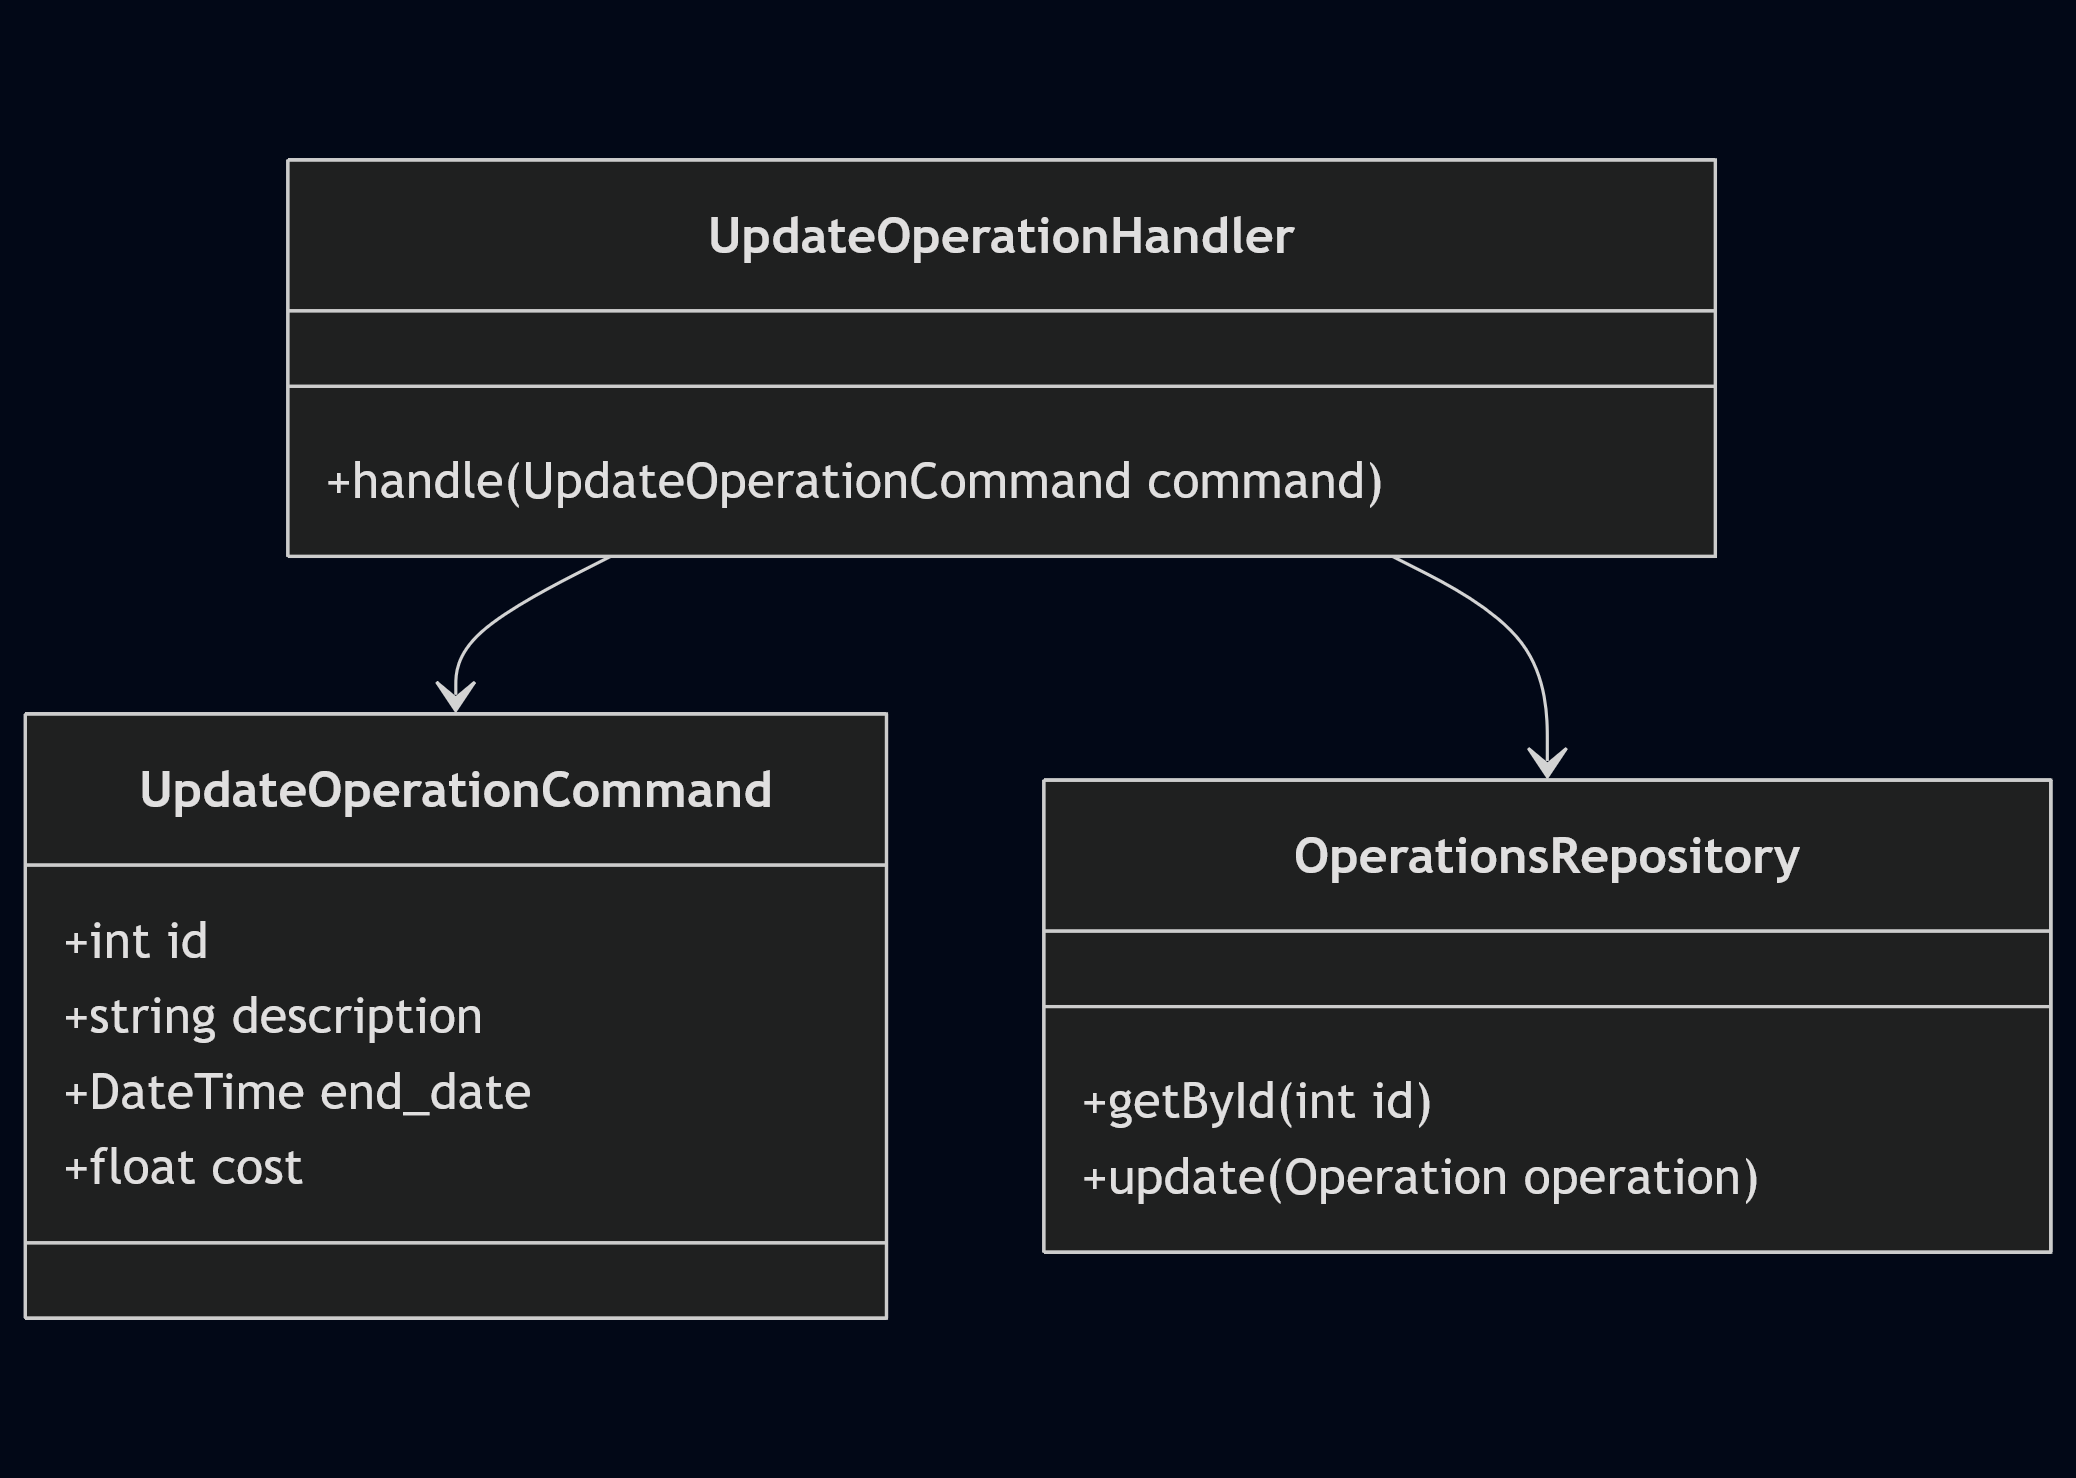 UpdateOperationHandler
+handle(UpdateOperationCommand command)
UpdateOperationCommand
+int id
+string description
+DateTime end_date
+float cost
OperationsRepository
+getById(int id)
+update(Operation operation)